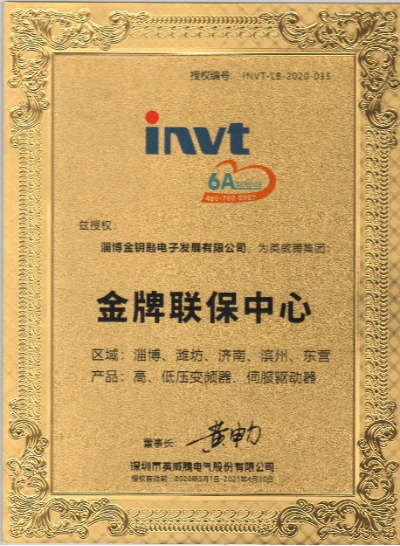 授权编号: INVT-LB-2020-035
invt
6A
400-700-9997
兹授权:
淄博金钥匙电子发展有限公司, 为英威腾集团:
金牌联保中心
区域: 淄博、潍坊、济南、滨州、东营
产品: 高、低压变频器、伺服驱动器
董事长:
深圳市英威腾电气股份有限公司
授权有效期: 2020年5月1日-2021年4月30日